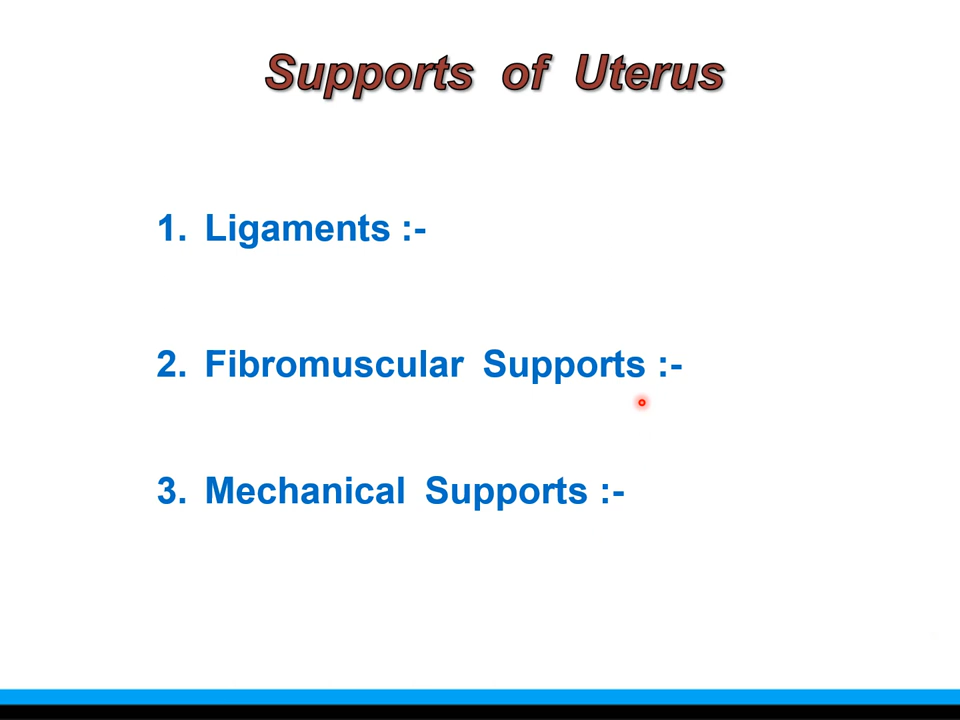 Supports of Uterus
1. Ligaments :-
2. Fibromuscular Supports :-
3. Mechanical Supports :-